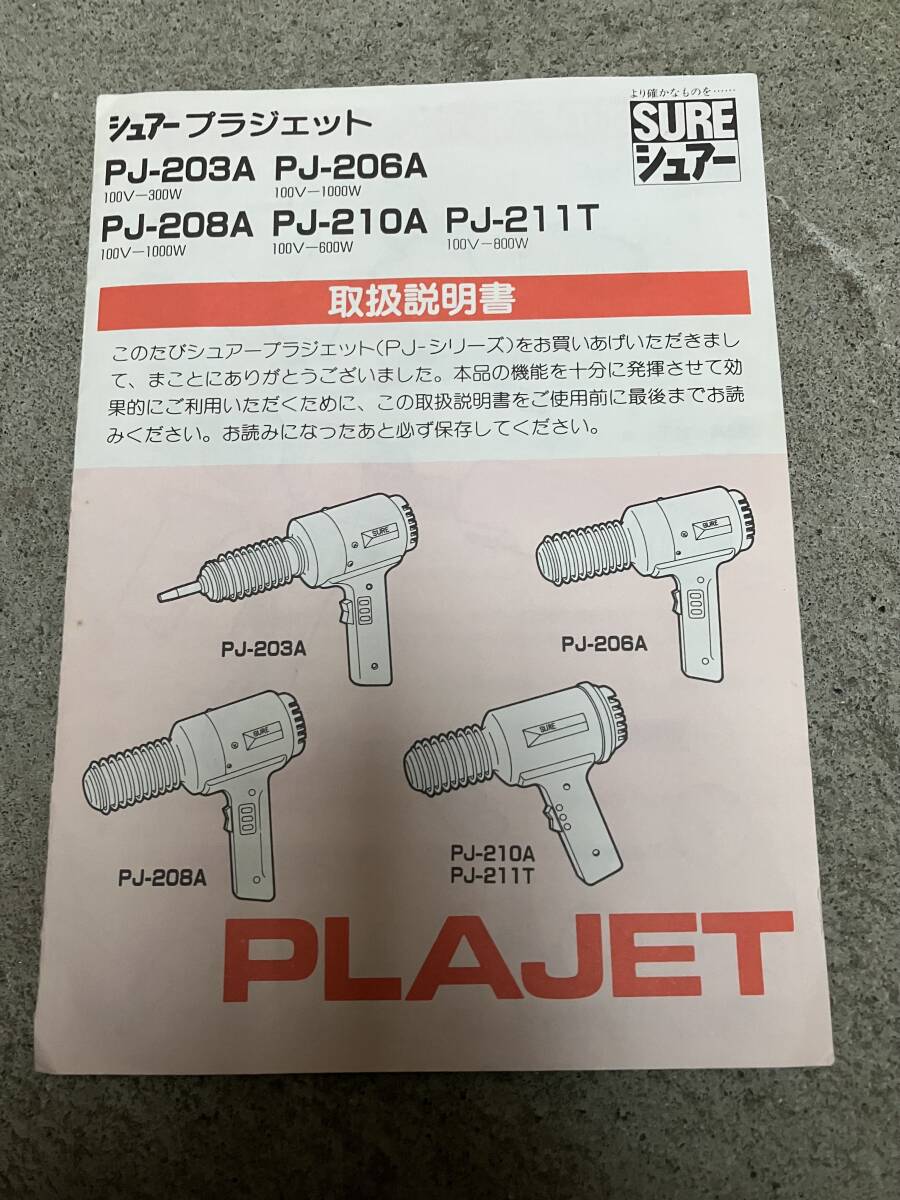 より確かなものを……
SURE
シュアー
シュアープラジェット
PJ-203A PJ-206A
100V－300W 100V－1000W
PJ-208A PJ-210A PJ-211T
100V－1000W 100V－600W 100V－800W
取扱説明書
このたびシュアープラジェット(PJ-シリーズ)をお買いあげいただきまし
て、まことにありがとうございました。本品の機能を十分に発揮させて効
果的にご利用いただくために、この取扱説明書をご使用前に最後までお読
みください。お読みになったあと必ず保存してください。
SURE
SURE
PJ-203A
PJ-206A
SURE
SURE
PJ-208A
PJ-210A
PJ-211T
PLAJET